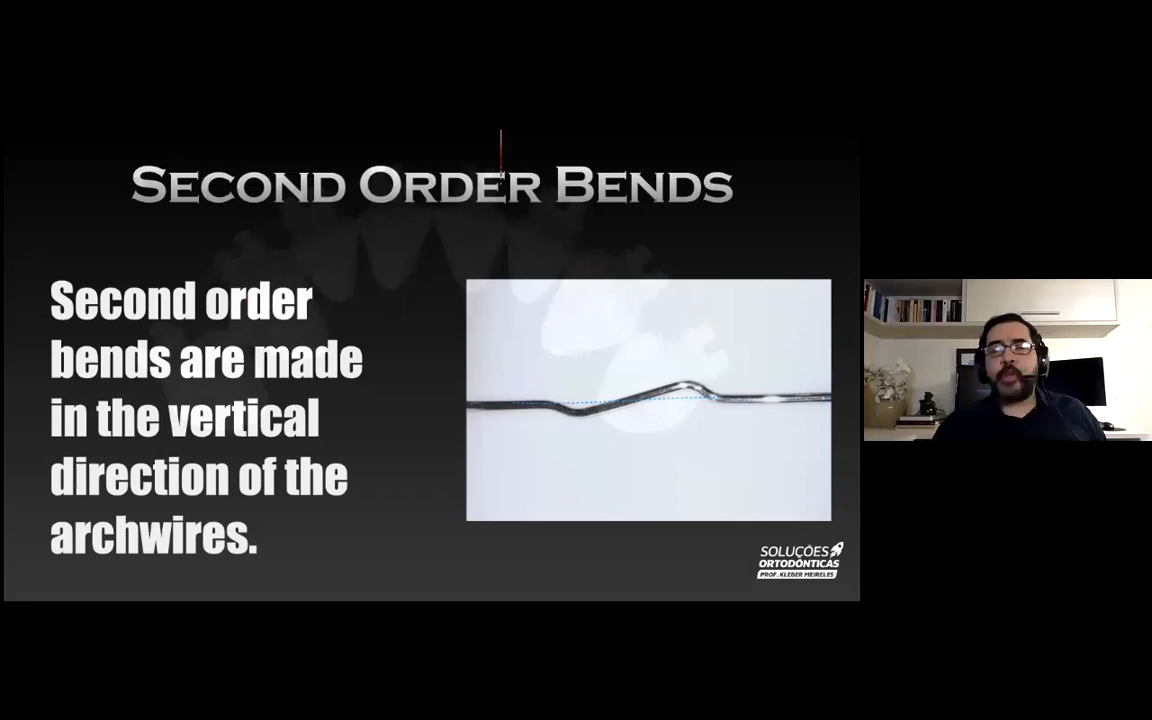 SECOND ORDER BENDS
Second order
bends are made
in the vertical
direction of the
archwires.
SOLUÇÕES
ORTODÔNTICAS
PROF. KLEBER MEIRELES